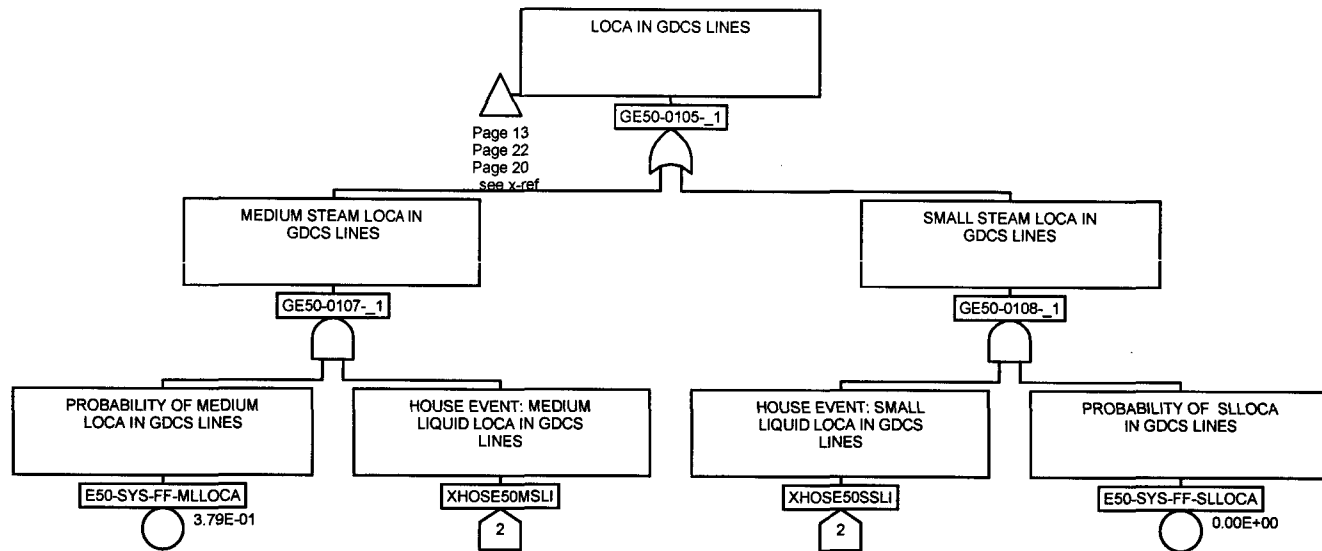 LOCA IN GDCS LINES
GE50-0105-_1
Page 13
Page 22
Page 20
see x-ref
MEDIUM STEAM LOCA IN
GDCS LINES
GE50-0107-_1
SMALL STEAM LOCA IN
GDCS LINES
GE50-0108-_1
PROBABILITY OF MEDIUM
LOCA IN GDCS LINES
E50-SYS-FF-MLLOCA
3.79E-01
HOUSE EVENT: MEDIUM
LIQUID LOCA IN GDCS
LINES
XHOSE50MSLI
2
HOUSE EVENT: SMALL
LIQUID LOCA IN GDCS
LINES
XHOSE50SSLI
2
PROBABILITY OF SLLOCA
IN GDCS LINES
E50-SYS-FF-SLLOCA
0.00E+00